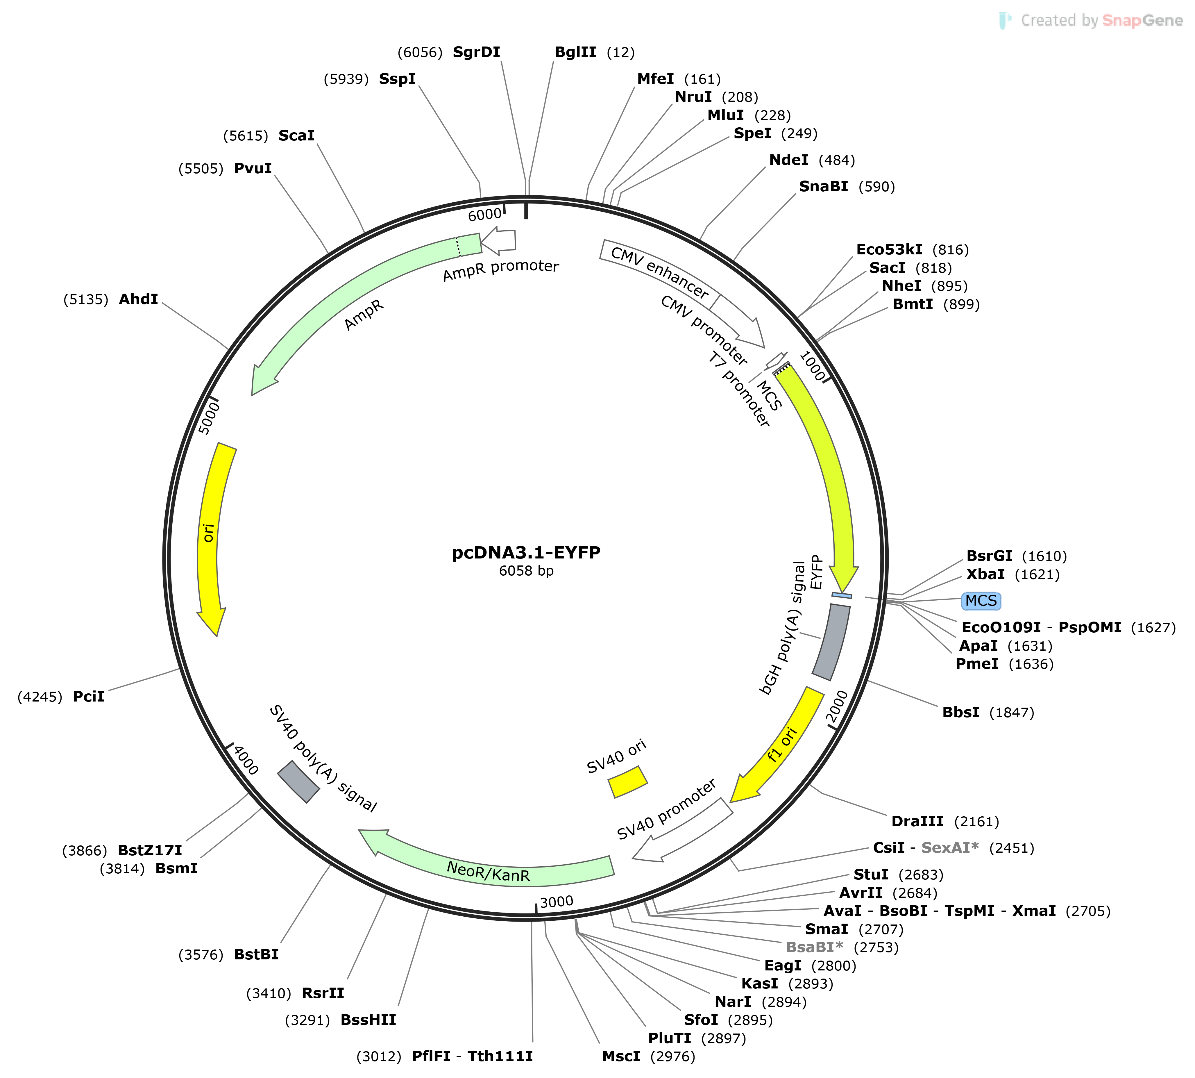 Created by SnapGene
(6056) SgrDI
BglII (12)
(5939) SspI
MfeI (161)
NruI (208)
MluI (228)
SpeI (249)
(5615) ScaI
(5505) PvuI
NdeI (484)
SnaBI (590)
6000
Eco53kI (816)
SacI (818)
NheI (895)
BmtI (899)
AmpR promoter
CMV enhancer
(5135) AhdI
AmpR
CMV promoter
T7 promoter
MCS
1000
5000
ori
pcDNA3.1-EYFP
6058 bp
EYFP
BsrGI (1610)
XbaI (1621)
MCS
EcoO109I - PspOMI (1627)
ApaI (1631)
PmeI (1636)
bGH poly(A) signal
(4245) PciI
BbsI (1847)
2000
f1 ori
4000
SV40 poly(A) signal
SV40 ori
SV40 promoter
DraIII (2161)
CsiI - SexAI* (2451)
(3866) BstZ17I
(3814) BsmI
NeoR/KanR
StuI (2683)
AvrII (2684)
3000
AvaI - BsoBI - TspMI - XmaI (2705)
SmaI (2707)
BsaBI* (2753)
(3576) BstBI
EagI (2800)
KasI (2893)
(3410) RsrII
NarI (2894)
(3291) BssHII
SfoI (2895)
PluTI (2897)
(3012) PflFI - Tth111I
MscI (2976)